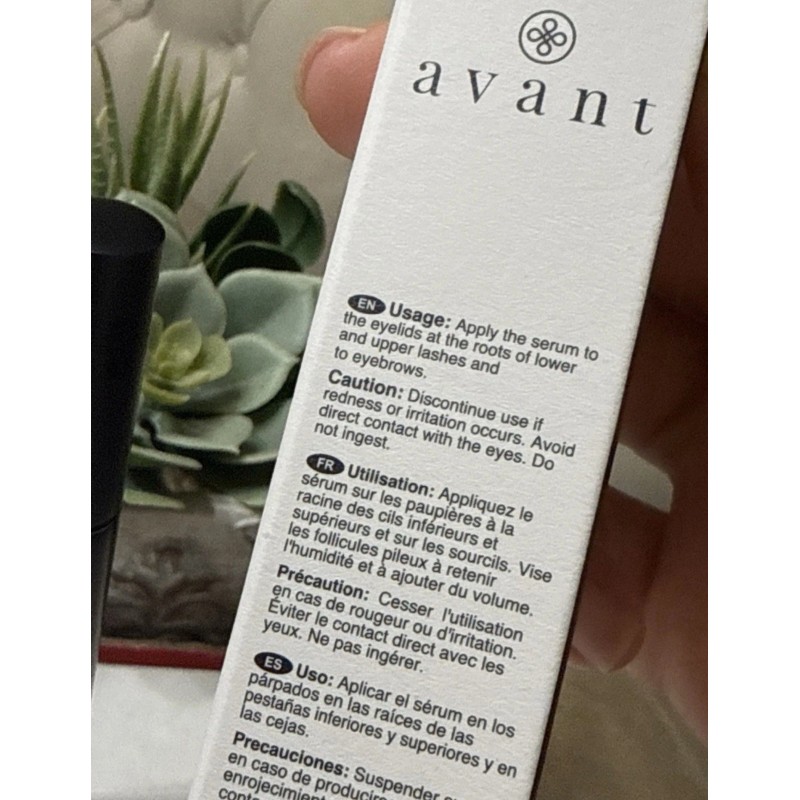 avant
EN Usage: Apply the serum to
the eyelids at the roots of lower
and upper lashes and
to eyebrows.
Caution: Discontinue use if
redness or irritation occurs. Avoid
direct contact with the eyes. Do
not ingest.
FR Utilisation: Appliquez le
sérum sur les paupières à la
racine des cils inférieurs et
supérieurs et sur les sourcils. Vise
les follicules pileux à retenir
l'humidité et à ajouter du volume.
Précaution: Cesser l'utilisation
en cas de rougeur ou d'irritation.
Éviter le contact direct avec les
yeux. Ne pas ingérer.
ES Uso: Aplicar el sérum en los
párpados en las raíces de las
pestañas inferiores y superiores y en
las cejas.
Precauciones: Suspender
en caso de
enrojecimient